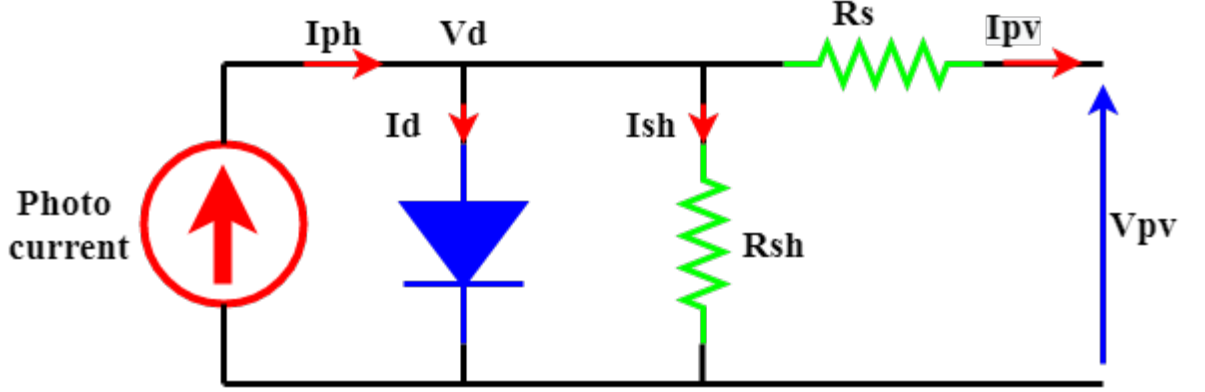 Iph
Vd
Rs
Ipv
Id
Ish
Photo
current
Rsh
Vpv